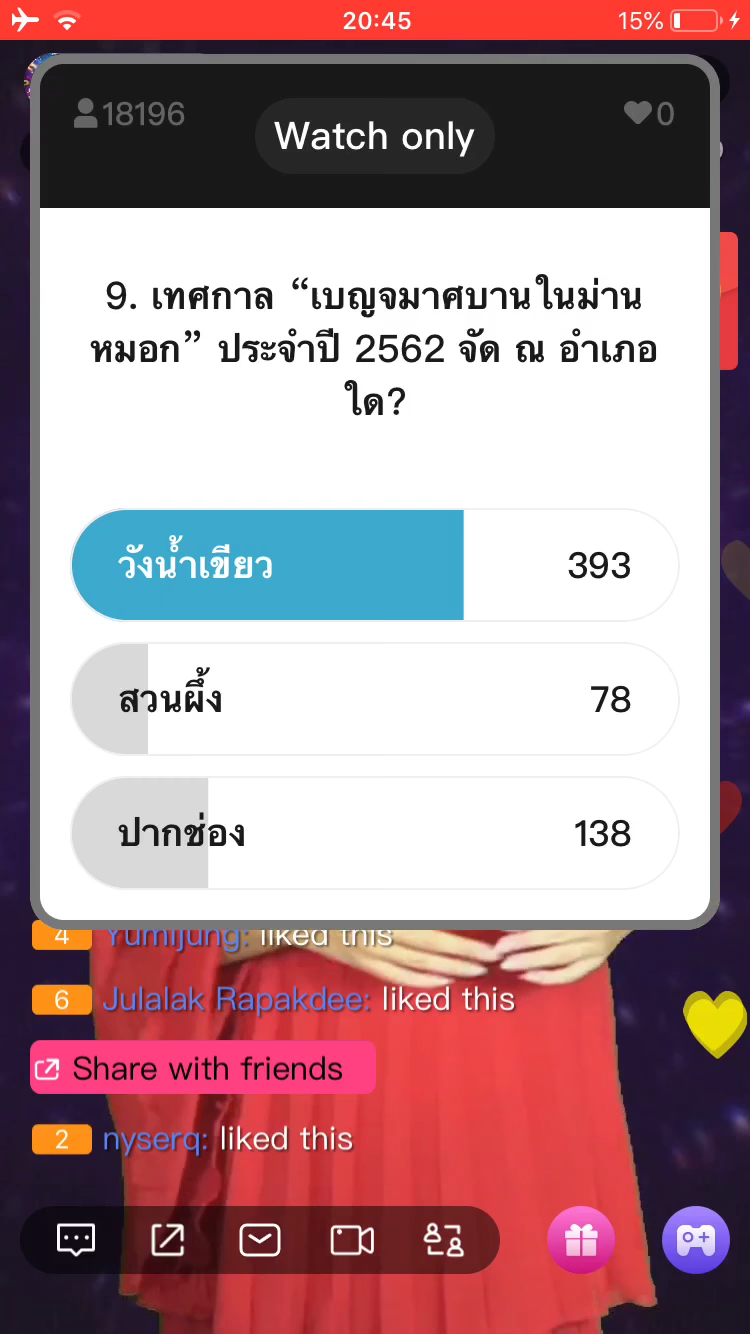 20:45
15%
18196
Watch only
0
9. เทศกาล “เบญจมาศบานในม่าน
หมอก” ประจำปี 2562 จัด ณ อำเภอ
ใด?
วังน้ำเขียว 393
สวนผึ้ง 78
ปากช่อง 138
4 Yumijung: liked this
6 Julalak Rapakdee: liked this
Share with friends
2 nyserq: liked this